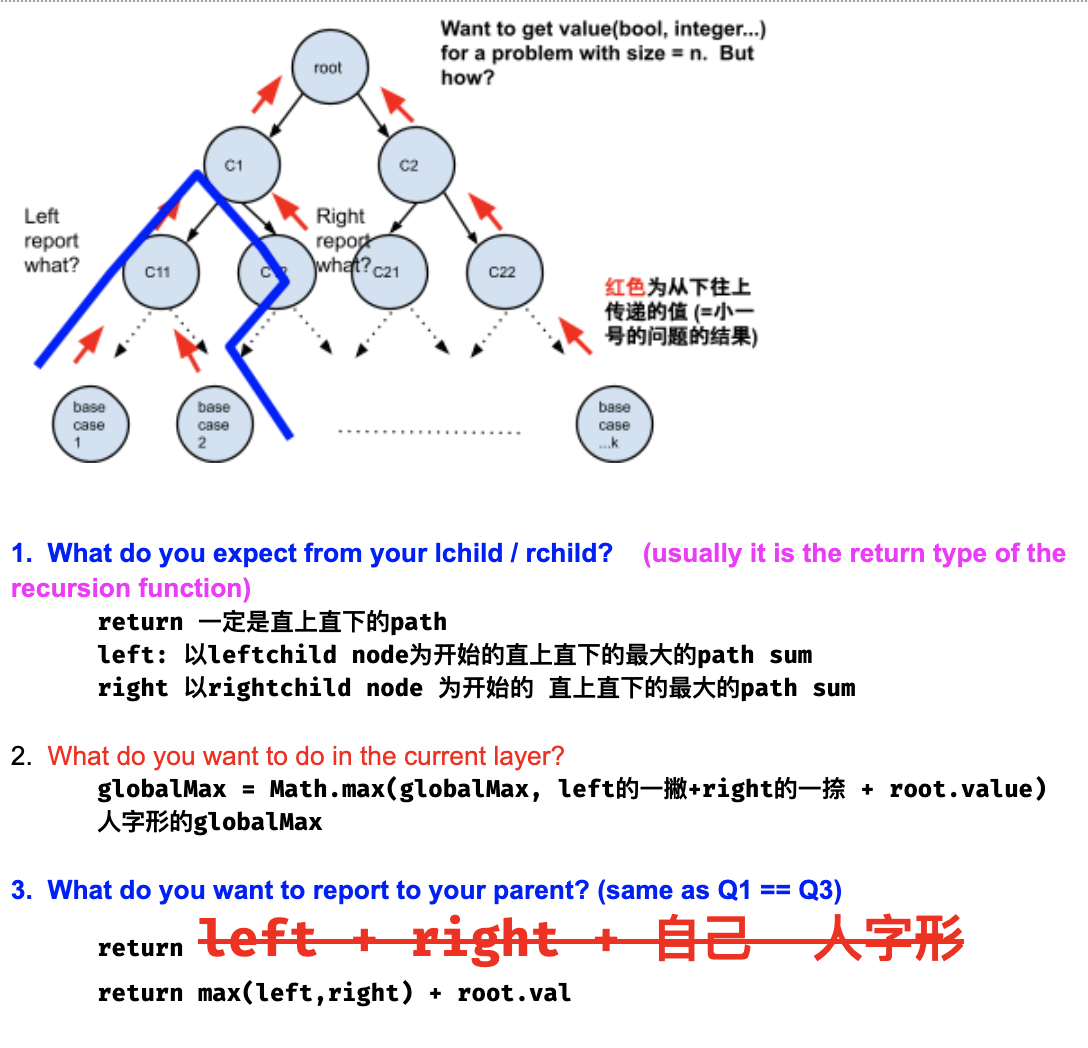 Want to get value(bool, integer...)
for a problem with size = n.  But
how?
root
C1
C2
Left
report
what?
Right
report
what?
C11
C12
C21
C22
红色为从下往上
传递的值 (=小一
号的问题的结果)
base
case
1
base
case
2
base
case
...k
1.  What do you expect from your lchild / rchild?    (usually it is the return type of the
recursion function)
return 一定是直上直下的path
left: 以leftchild node为开始的直上直下的最大的path sum
right 以rightchild node 为开始的 直上直下的最大的path sum
2.  What do you want to do in the current layer?
globalMax = Math.max(globalMax, left的一撇+right的一捺 + root.value)
人字形的globalMax
3.  What do you want to report to your parent? (same as Q1 == Q3)
return left + right + 自己  人字形
return max(left,right) + root.val